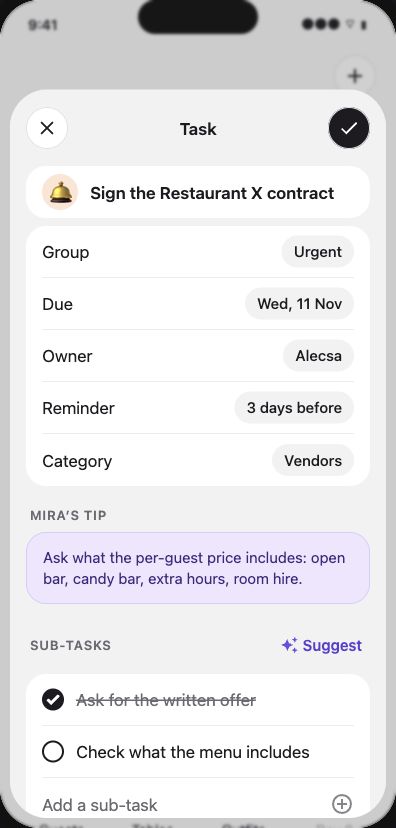 9:41
Task
Sign the Restaurant X contract
Group
Urgent
Due
Wed, 11 Nov
Owner
Alecsa
Reminder
3 days before
Category
Vendors
MIRA'S TIP
Ask what the per-guest price includes: open
bar, candy bar, extra hours, room hire.
SUB-TASKS
Suggest
Ask for the written offer
Check what the menu includes
Add a sub-task